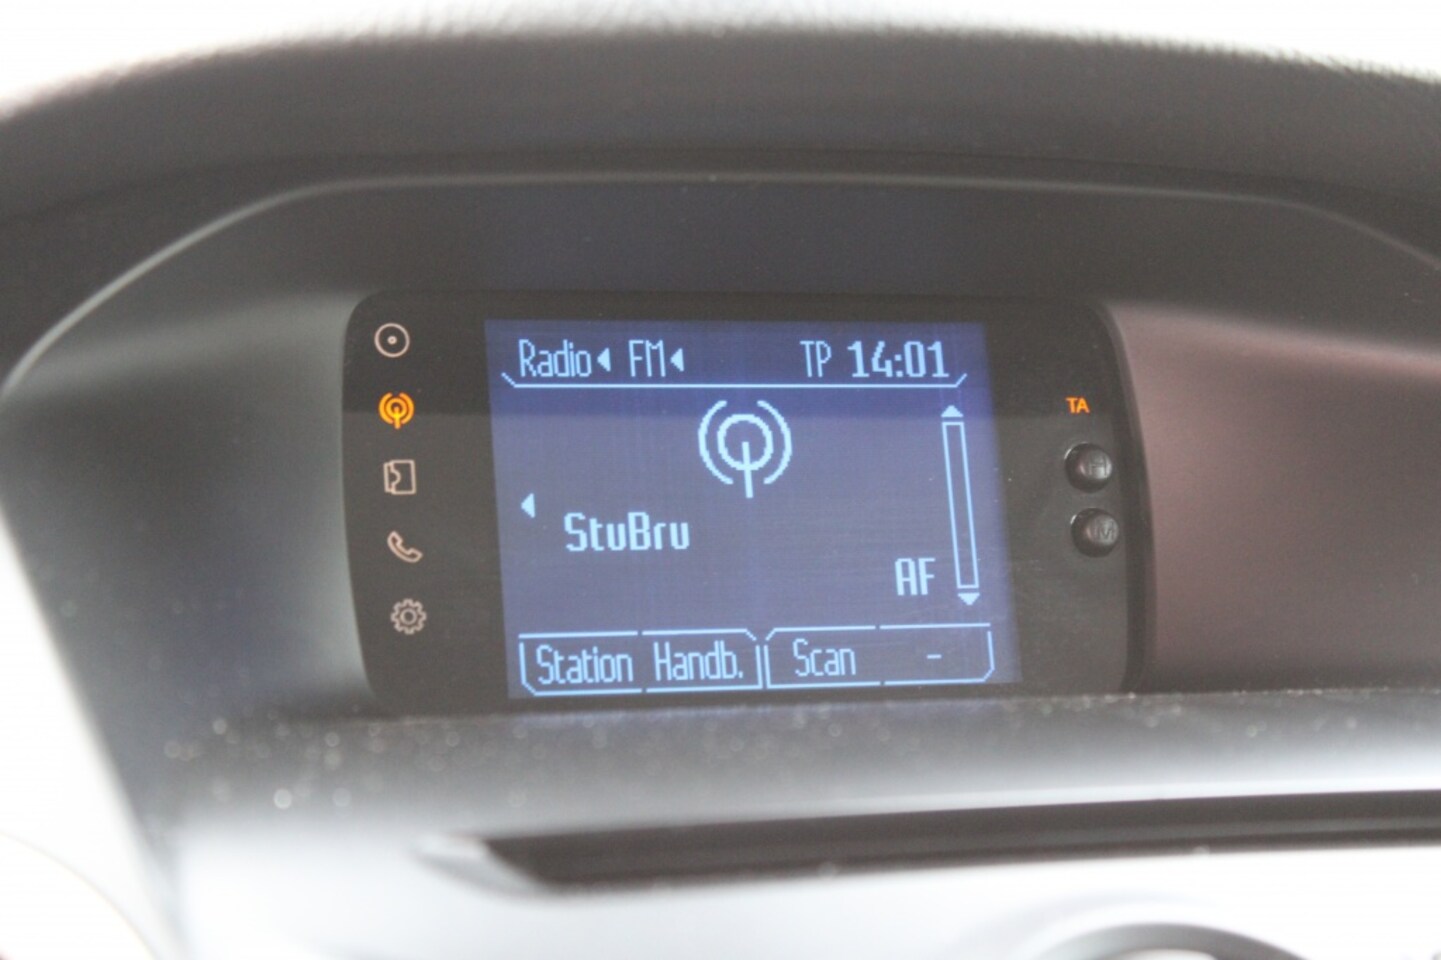 Radio FM TP 14:01
TA
H
StuBru
M
AF
Station Handb. Scan -